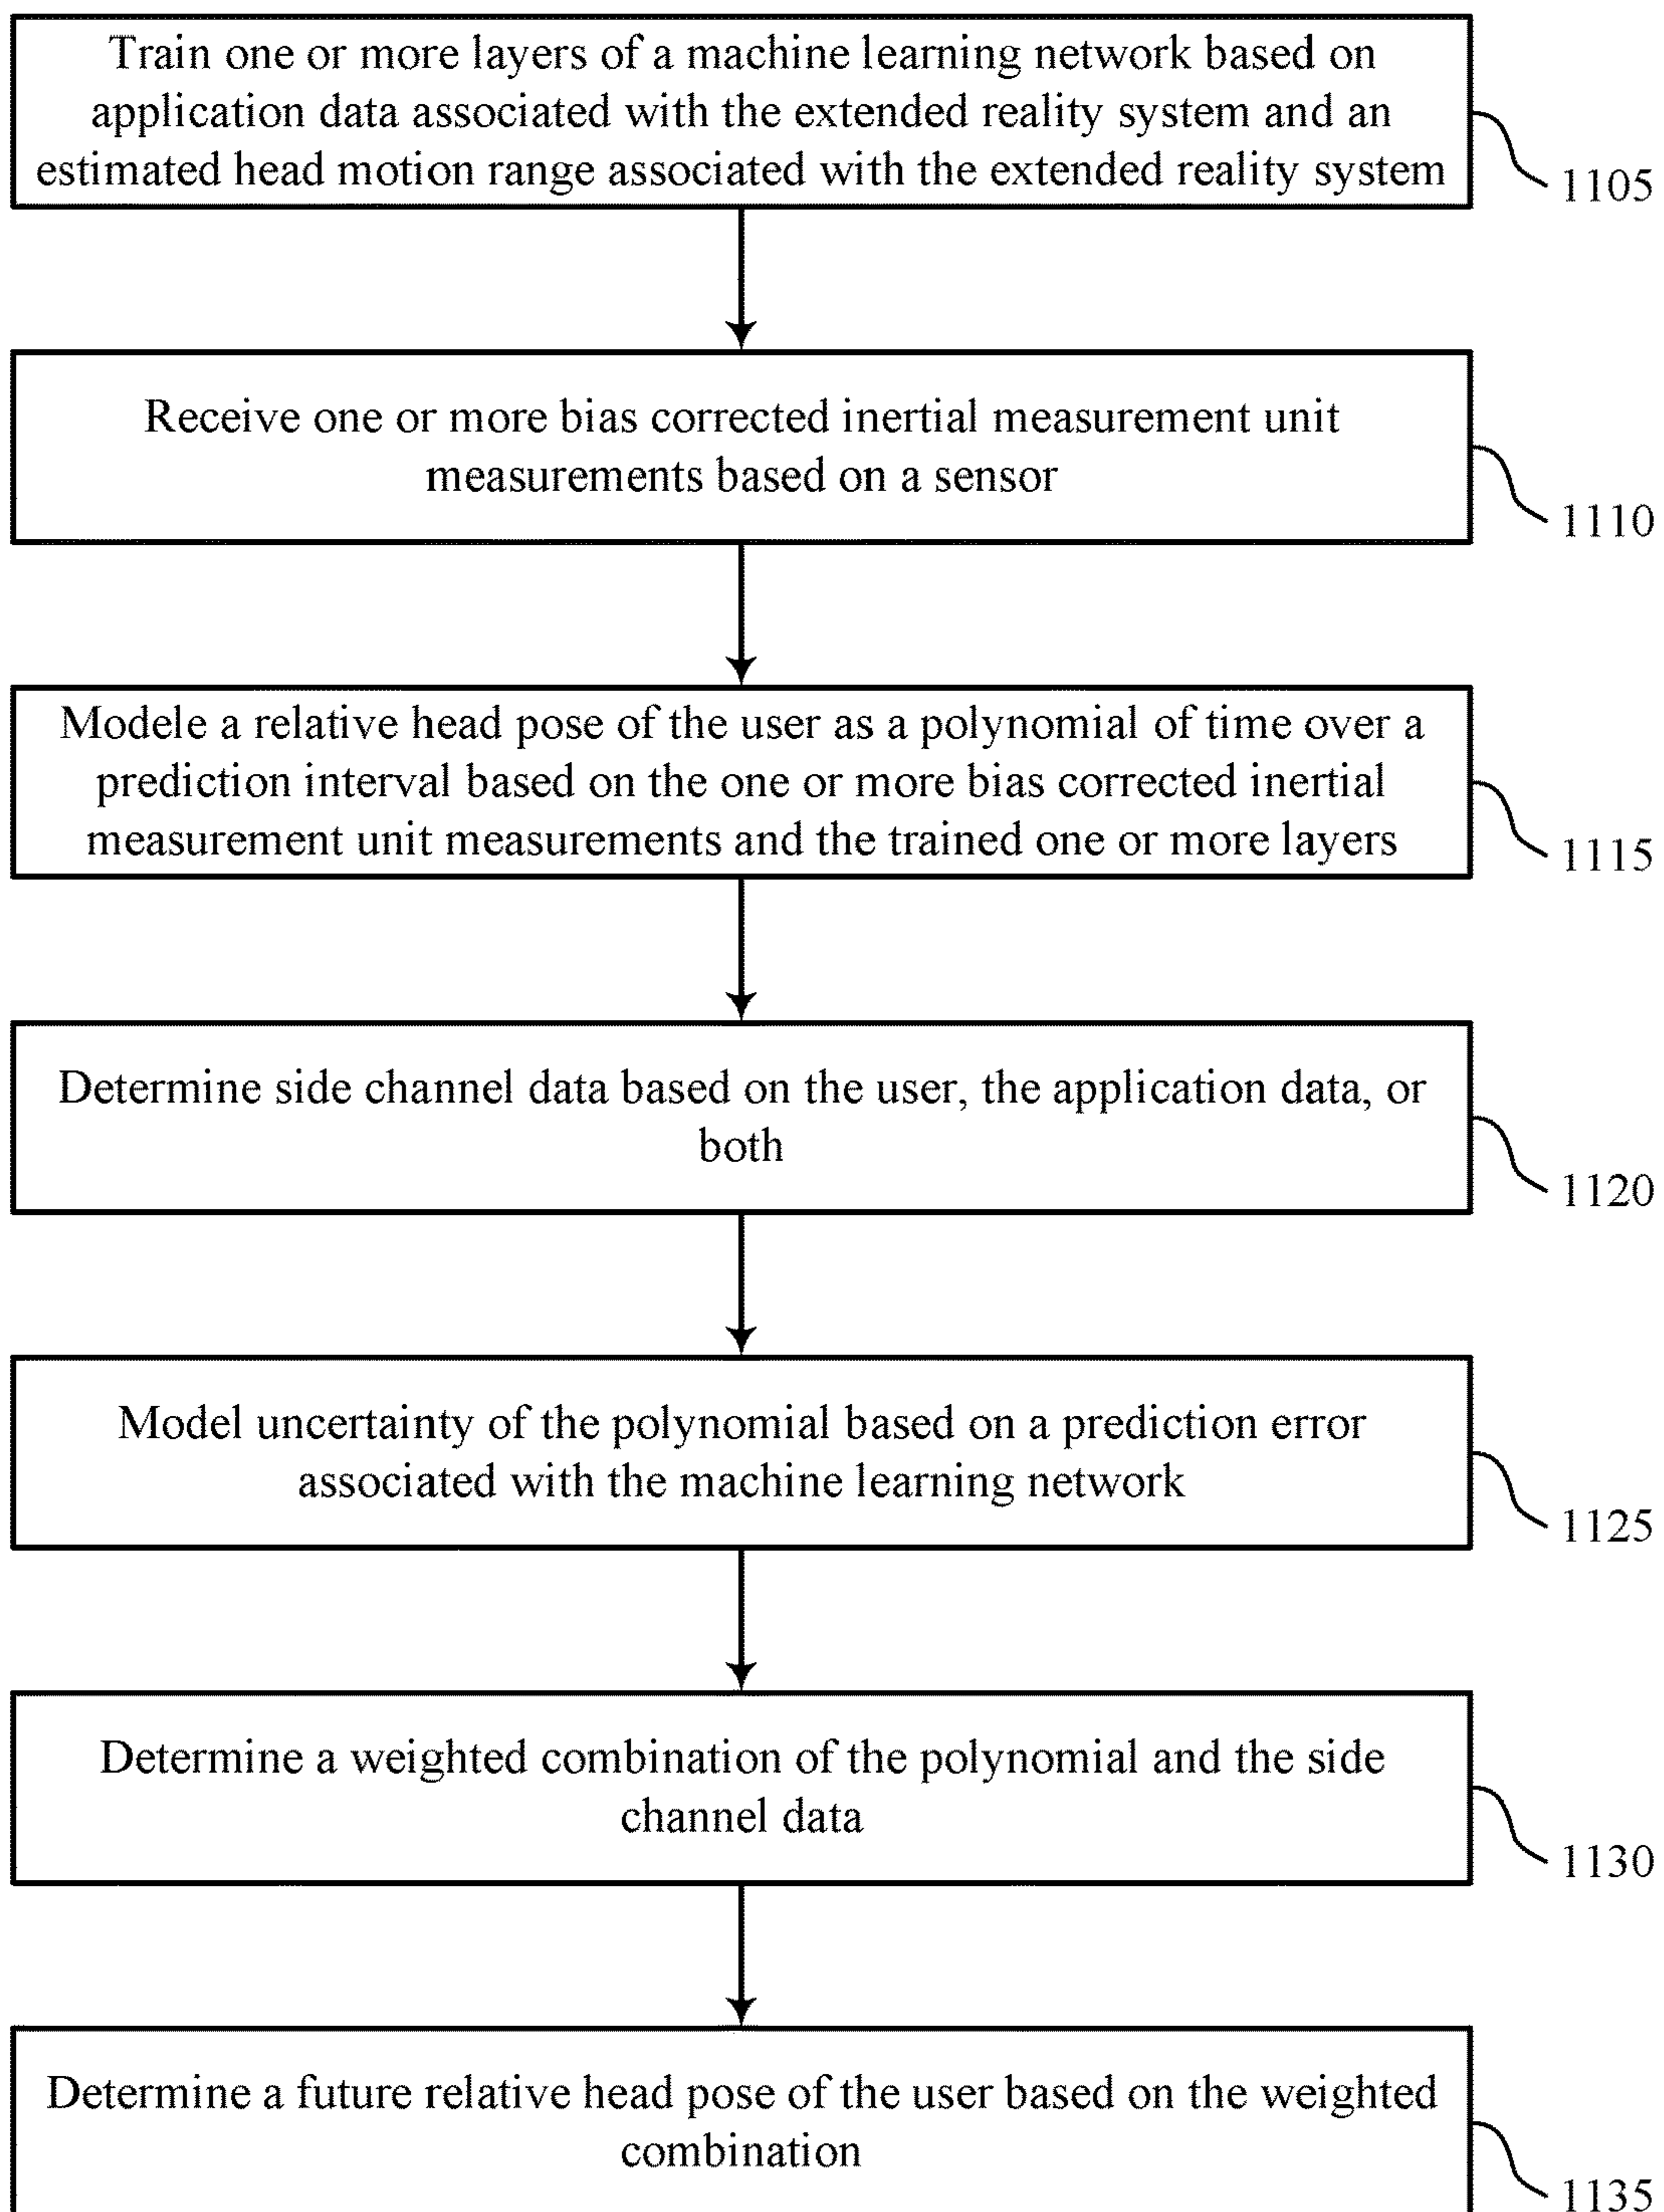 Train one or more layers of a machine learning network based on
application data associated with the extended reality system and an
estimated head motion range associated with the extended reality system
1105
Receive one or more bias corrected inertial measurement unit
measurements based on a sensor
1110
Modele a relative head pose of the user as a polynomial of time over a
prediction interval based on the one or more bias corrected inertial
measurement unit measurements and the trained one or more layers
1115
Determine side channel data based on the user, the application data, or
both
1120
Model uncertainty of the polynomial based on a prediction error
associated with the machine learning network
1125
Determine a weighted combination of the polynomial and the side
channel data
1130
Determine a future relative head pose of the user based on the weighted
combination
1135